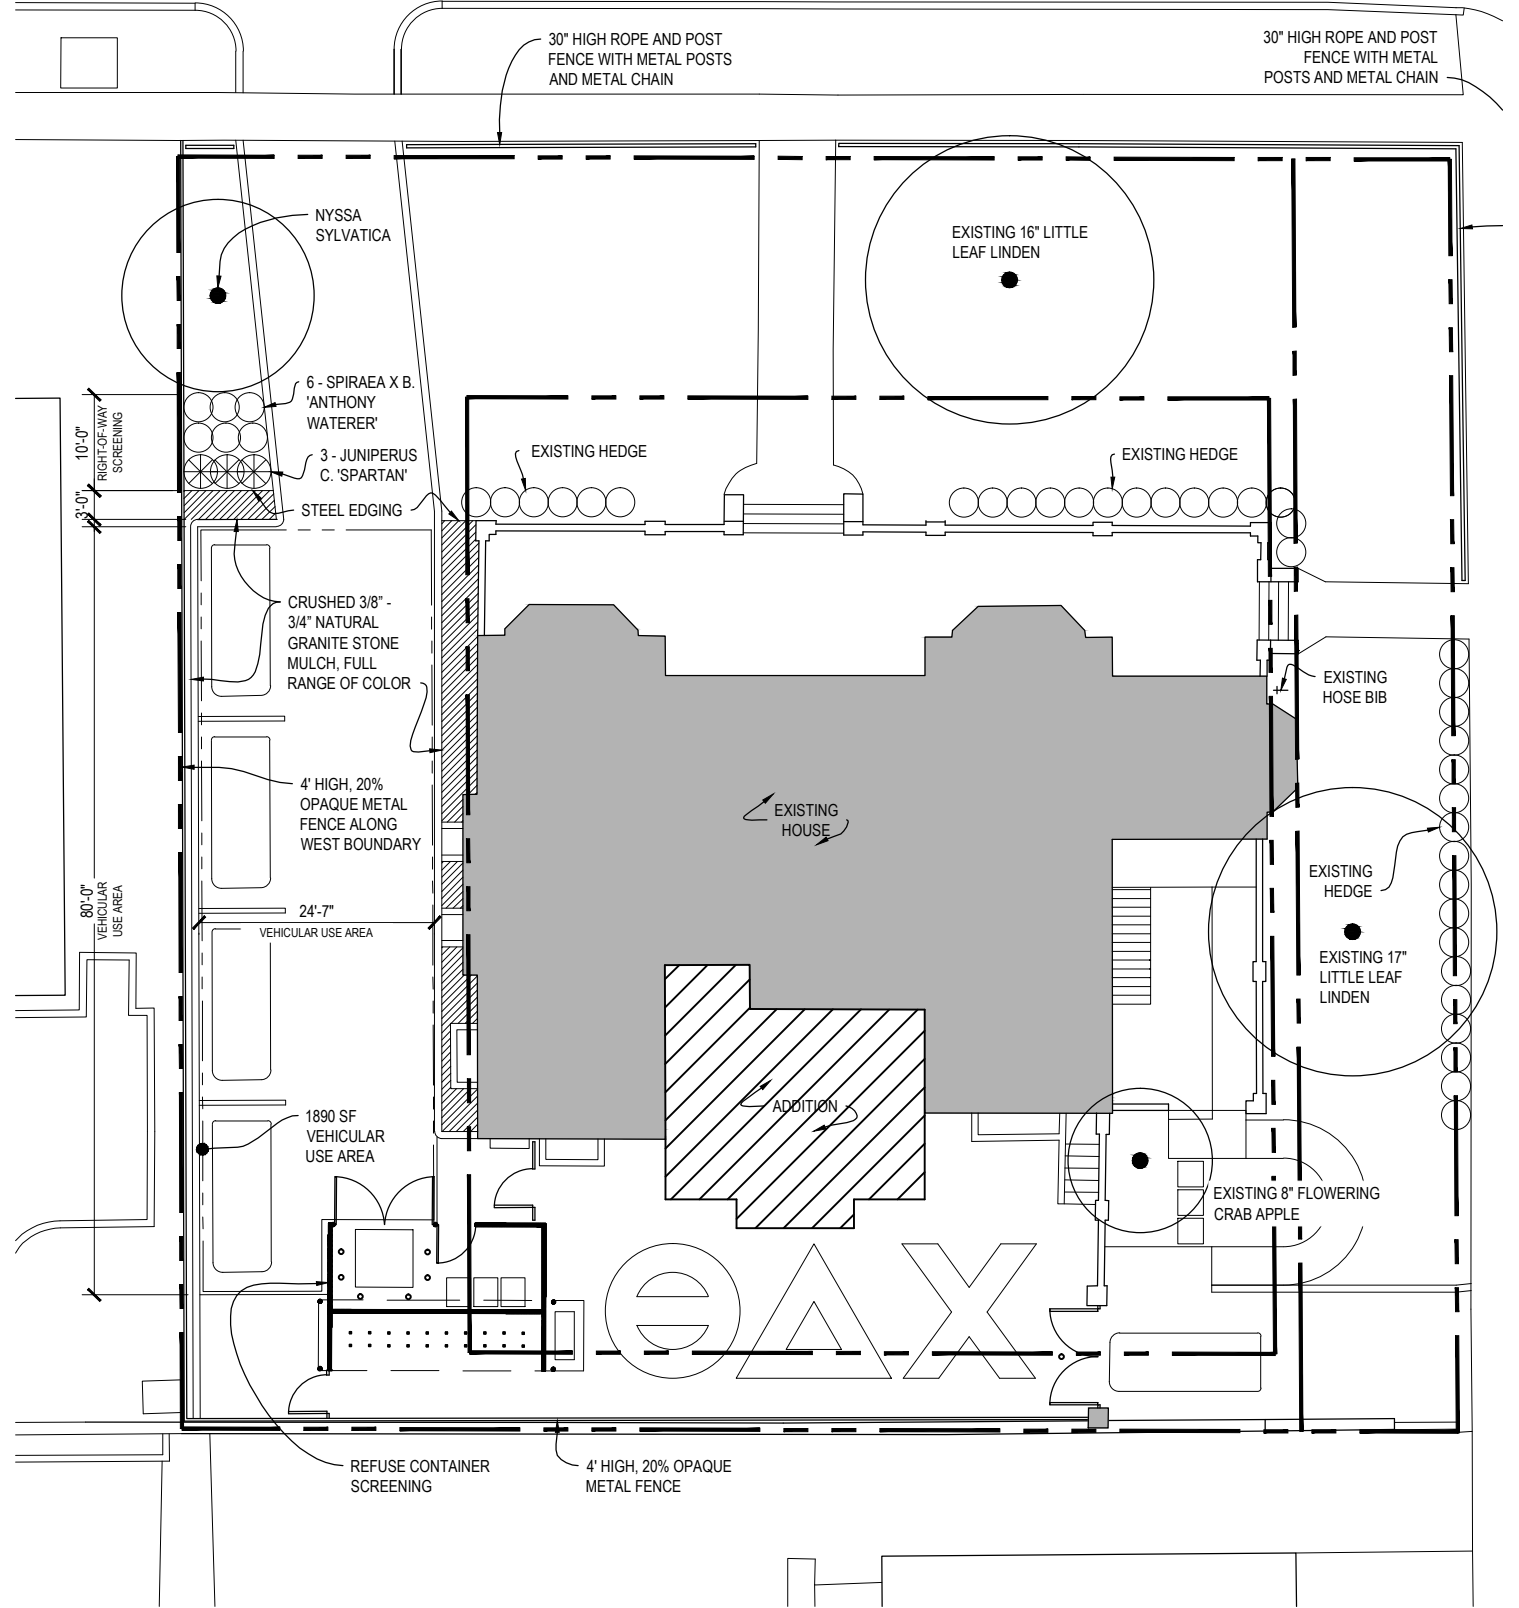 30" HIGH ROPE AND POST
FENCE WITH METAL POSTS
AND METAL CHAIN
30" HIGH ROPE AND POST
FENCE WITH METAL
POSTS AND METAL CHAIN
NYSSA
SYLVATICA
EXISTING 16" LITTLE
LEAF LINDEN
6 - SPIRAEA X B.
'ANTHONY
WATERER'
10'-0"
RIGHT-OF-WAY
SCREENING
3 - JUNIPERUS
C. 'SPARTAN'
EXISTING HEDGE
EXISTING HEDGE
3'-0"
STEEL EDGING
CRUSHED 3/8” -
3/4” NATURAL
GRANITE STONE
MULCH, FULL
RANGE OF COLOR
EXISTING
HOSE BIB
4' HIGH, 20%
OPAQUE METAL
FENCE ALONG
WEST BOUNDARY
EXISTING
HOUSE
EXISTING
HEDGE
80'-0"
VEHICULAR
USE AREA
24'-7"
VEHICULAR USE AREA
EXISTING 17"
LITTLE LEAF
LINDEN
1890 SF
VEHICULAR
USE AREA
ADDITION
EXISTING 8" FLOWERING
CRAB APPLE
ΘΔΧ
REFUSE CONTAINER
SCREENING
4' HIGH, 20% OPAQUE
METAL FENCE